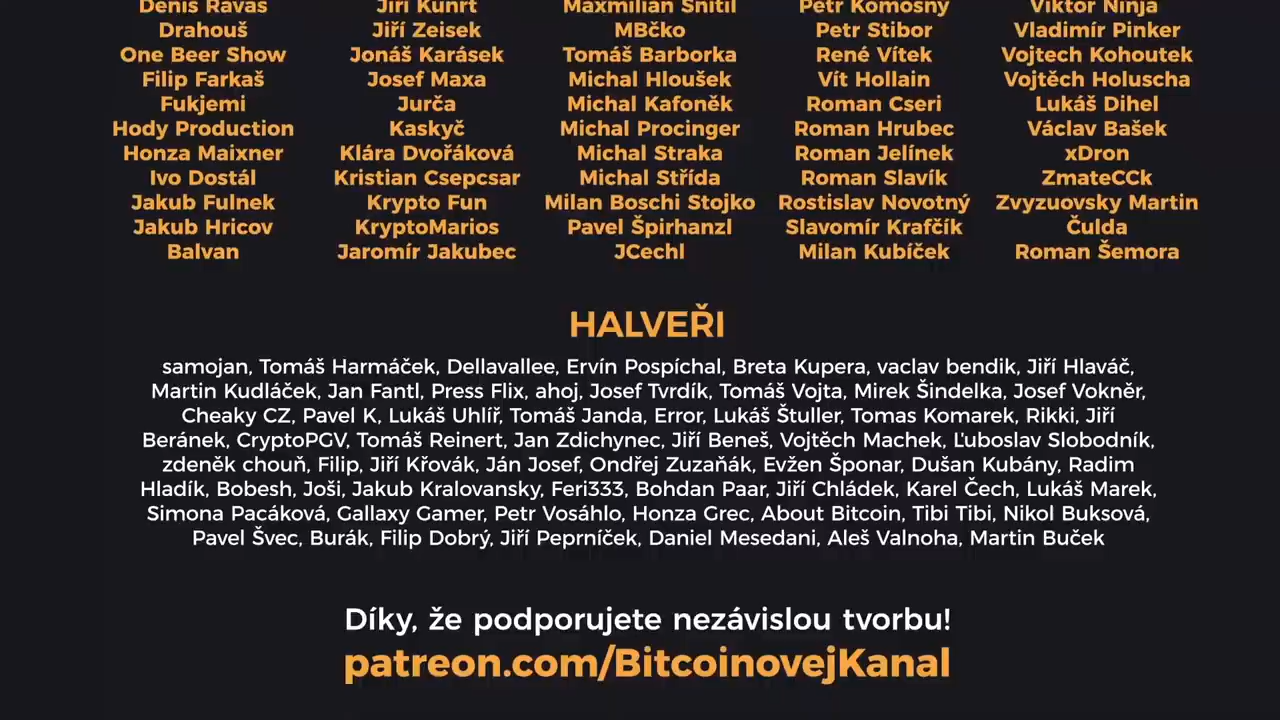 Denis Ravas Jiří Kunrt Maxmilian Snítil Petr Komosný Viktor Ninja
Drahouš Jiří Zeisek MBčko Petr Stibor Vladimír Pinker
One Beer Show Jonáš Karásek Tomáš Barborka René Vítek Vojtech Kohoutek
Filip Farkaš Josef Maxa Michal Hloušek Vít Hollain Vojtěch Holuscha
Fukjemi Jurča Michal Kafoněk Roman Cseri Lukáš Dihel
Hody Production Kaskyč Michal Procinger Roman Hrubec Václav Bašek
Honza Maixner Klára Dvořáková Michal Straka Roman Jelínek xDron
Ivo Dostál Kristian Csepcsar Michal Střída Roman Slavík ZmateCCk
Jakub Fulnek Krypto Fun Milan Boschi Stojko Rostislav Novotný Zvyzuovsky Martin
Jakub Hricov KryptoMarios Pavel Špirhanzl Slavomír Krafčík Čulda
Balvan Jaromír Jakubec JCechl Milan Kubíček Roman Šemora
HALVEŘI
samojan, Tomáš Harmáček, Dellavallee, Ervín Pospíchal, Breta Kupera, vaclav bendik, Jiří Hlaváč,
Martin Kudláček, Jan Fantl, Press Flix, ahoj, Josef Tvrdík, Tomáš Vojta, Mirek Šindelka, Josef Vokněr,
Cheaky CZ, Pavel K, Lukáš Uhlíř, Tomáš Janda, Error, Lukáš Štuller, Tomas Komarek, Rikki, Jiří
Beránek, CryptoPGV, Tomáš Reinert, Jan Zdichynec, Jiří Beneš, Vojtěch Machek, Ľuboslav Slobodník,
zdeněk chouň, Filip, Jiří Křovák, Ján Josef, Ondřej Zuzaňák, Evžen Šponar, Dušan Kubány, Radim
Hladík, Bobesh, Joši, Jakub Kralovansky, Feri333, Bohdan Paar, Jiří Chládek, Karel Čech, Lukáš Marek,
Simona Pacáková, Gallaxy Gamer, Petr Vosáhlo, Honza Grec, About Bitcoin, Tibi Tibi, Nikol Buksová,
Pavel Švec, Burák, Filip Dobrý, Jiří Peprníček, Daniel Mesedani, Aleš Valnoha, Martin Buček
Díky, že podporujete nezávislou tvorbu!
patreon.com/BitcoinovejKanal